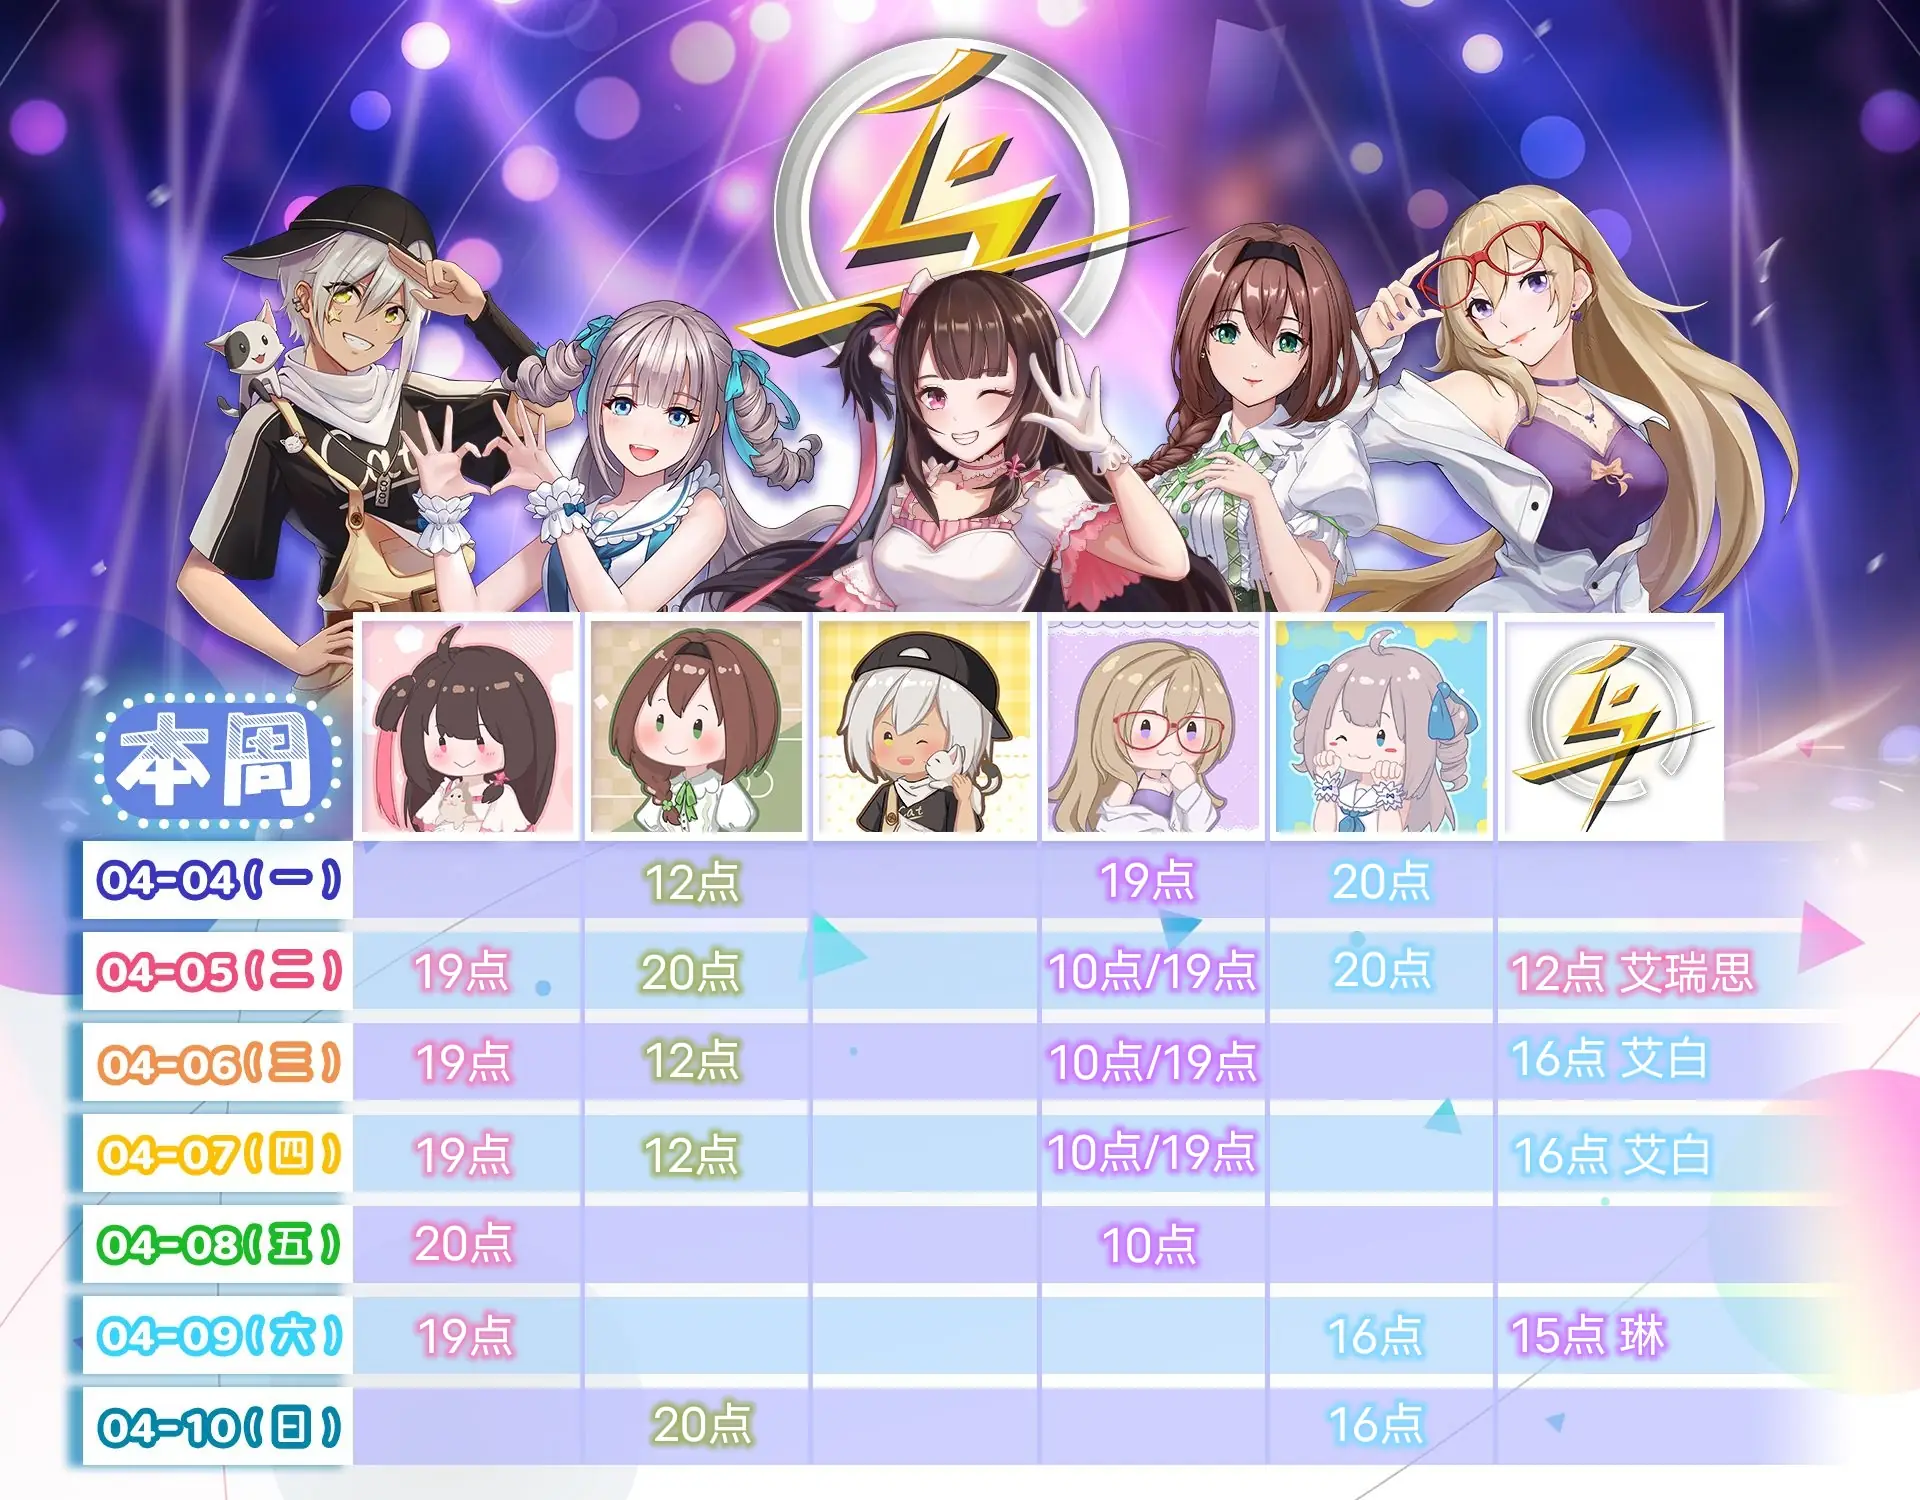 Cat
COCO
本周
04-04(一) 12点 19点 20点
04-05(二) 19点 20点 10点/19点 20点 12点 艾瑞思
04-06(三) 19点 12点 10点/19点 16点 艾白
04-07(四) 19点 12点 10点/19点 16点 艾白
04-08(五) 20点 10点
04-09(六) 19点 16点 15点 琳
04-10(日) 20点 16点